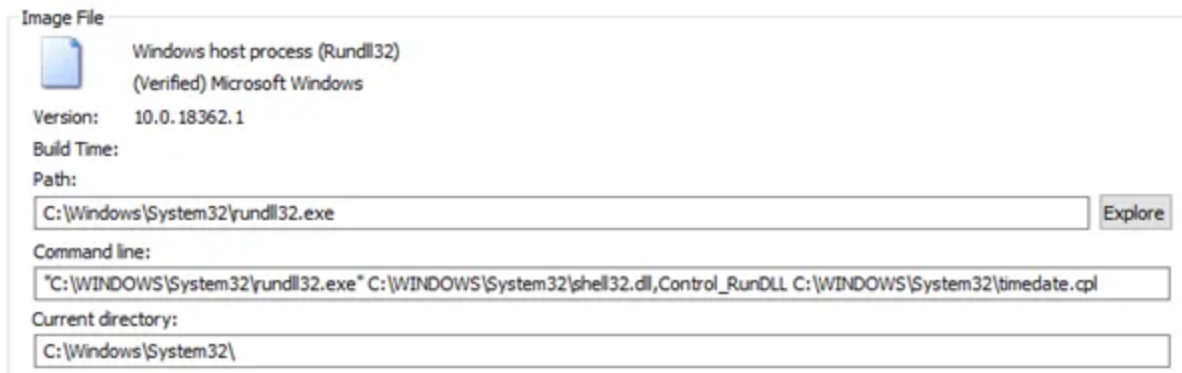 Image File
Windows host process (Rundll32)
(Verified) Microsoft Windows
Version: 10.0.18362.1
Build Time:
Path:
C:\Windows\System32\rundll32.exe Explore
Command line:
"C:\WINDOWS\System32\rundll32.exe" C:\WINDOWS\System32\shell32.dll,Control_RunDLL C:\WINDOWS\System32\timedate.cpl
Current directory:
C:\Windows\System32\